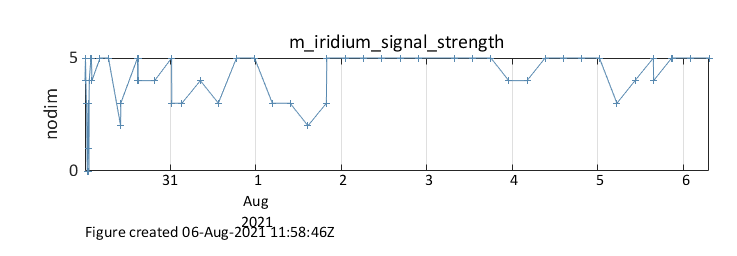 m_iridium_signal_strength
5
nodim
0
31 1 2 3 4 5 6
Aug
2021
Figure created 06-Aug-2021 11:58:46Z